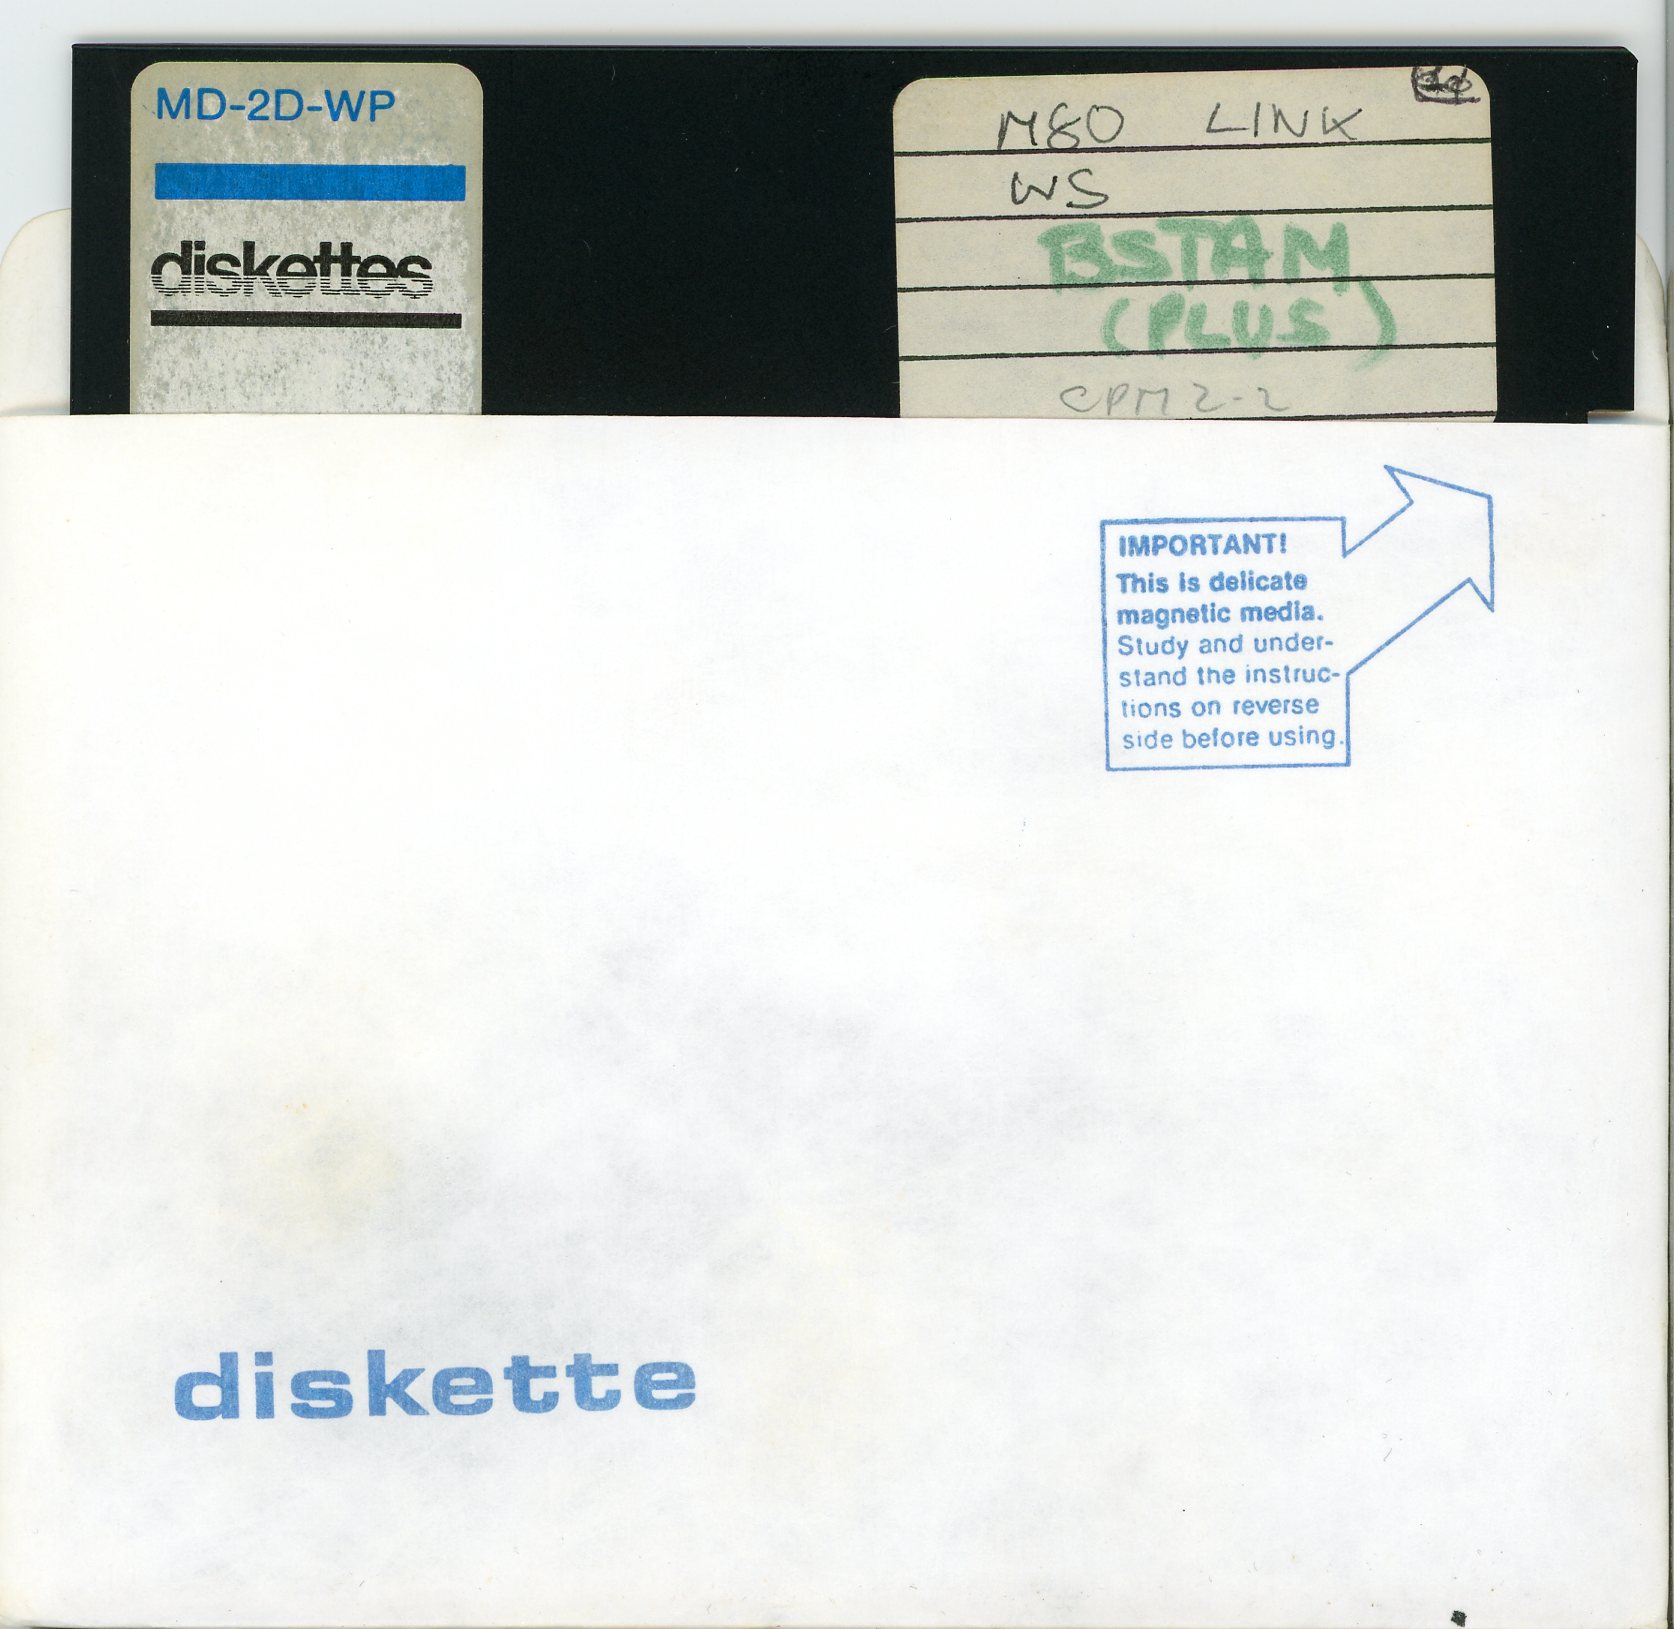 MD-2D-WP
diskettes
M80 LINK
WS
BSTAM
(PLUS)
CPM 2-2
IMPORTANT!
This is delicate
magnetic media.
Study and under-
stand the instruc-
tions on reverse
side before using.
diskette